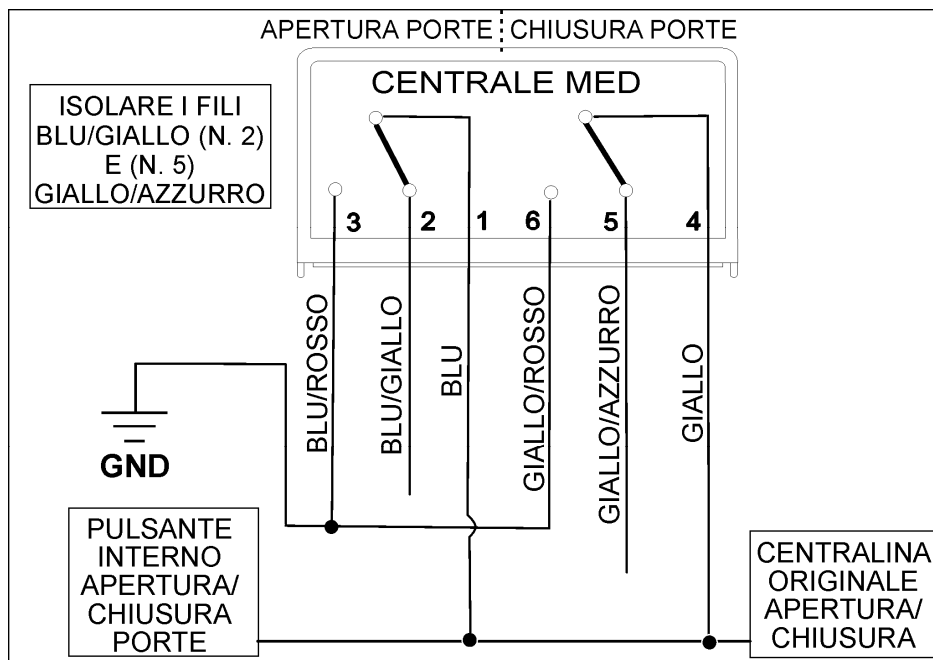 APERTURA PORTE
CHIUSURA PORTE
CENTRALE MED
ISOLARE I FILI
BLU/GIALLO (N. 2)
E (N. 5)
GIALLO/AZZURRO
3
2
1
6
5
4
BLU/ROSSO
BLU/GIALLO
BLU
GIALLO/ROSSO
GIALLO/AZZURRO
GIALLO
GND
PULSANTE
INTERNO
APERTURA/
CHIUSURA
PORTE
CENTRALINA
ORIGINALE
APERTURA/
CHIUSURA